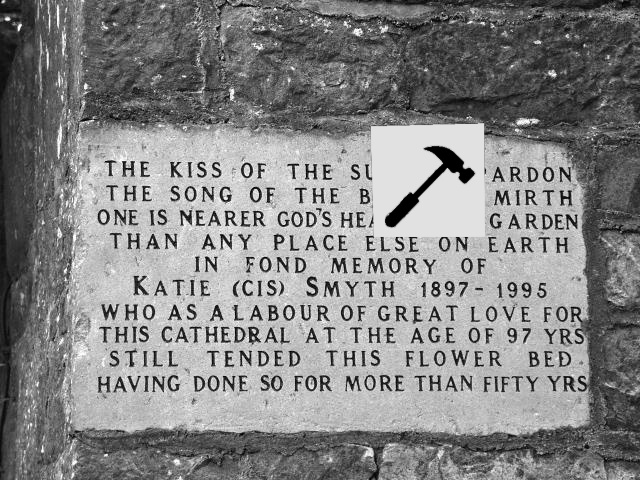 THE KISS OF THE
THE SONG OF THE MIRTH
ONE IS NEARER GOD'S GARDEN
THAN ANY PLACE ELSE ON EARTH
IN FOND MEMORY OF
KATIE (CIS) SMYTH 1897-1995
WHO AS A LABOUR OF GREAT LOVE FOR
THIS CATHEDRAL AT THE AGE OF 97 YRS
STILL TENDED THIS FLOWER BED
HAVING DONE SO FOR MORE THAN FIFTY YRS